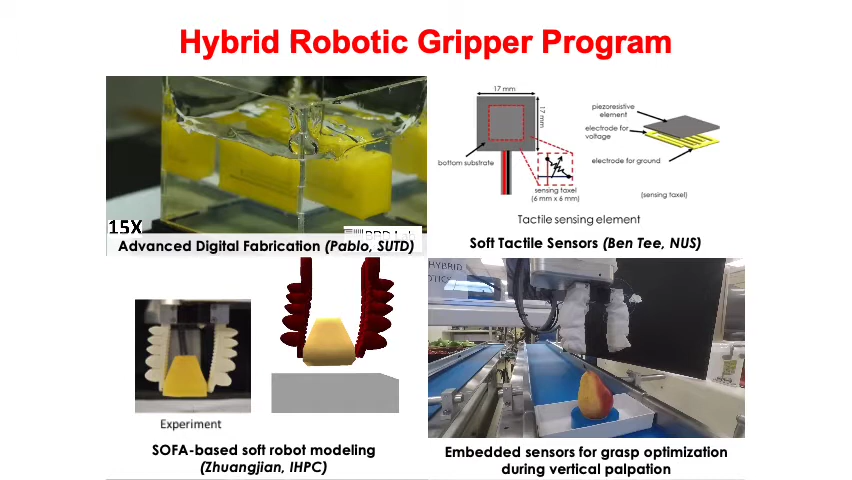 Hybrid Robotic Gripper Program
15X
Advanced Digital Fabrication (Pablo, SUTD)
17 mm
17 mm
bottom substrate
sensing taxel
(6 mm x 6 mm)
piezoresistive
element
electrode for
voltage
electrode for ground
(sensing taxel)
Tactile sensing element
Soft Tactile Sensors (Ben Tee, NUS)
Experiment
SOFA-based soft robot modeling
(Zhuangjian, IHPC)
HYBRID
Embedded sensors for grasp optimization
during vertical palpation